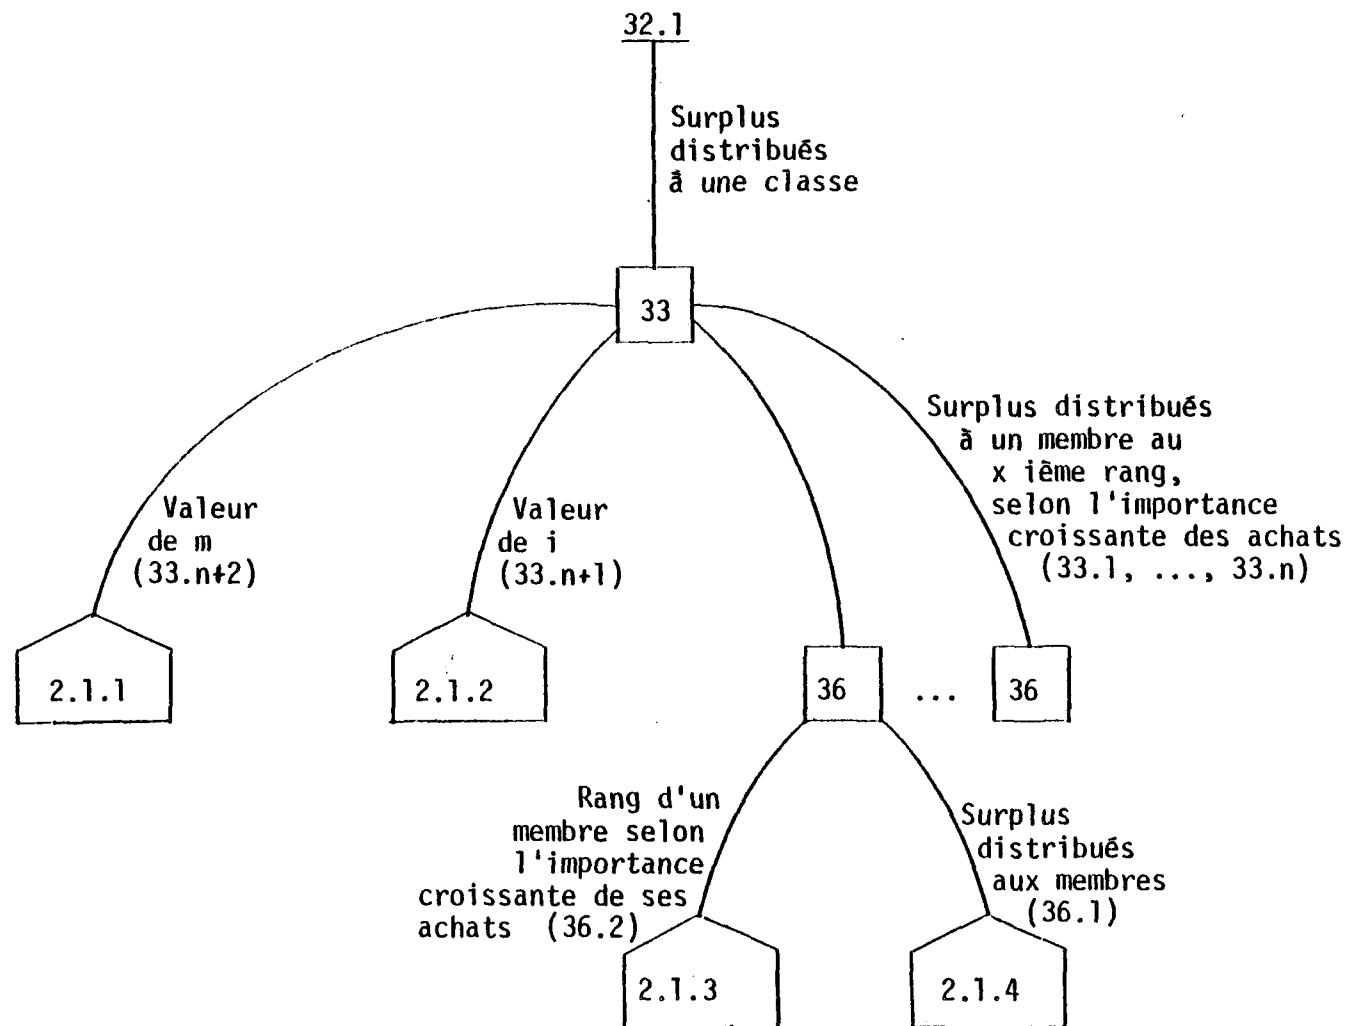 32.1
Surplus
distribués
à une classe
33
Surplus distribués
à un membre au
x ième rang,
selon l'importance
croissante des achats
(33.1, ..., 33.n)
Valeur
de m
(33.n+2)
Valeur
de i
(33.n+1)
2.1.1
2.1.2
36
...
36
Rang d'un
membre selon
l'importance
croissante de ses
achats (36.2)
Surplus
distribués
aux membres
(36.1)
2.1.3
2.1.4